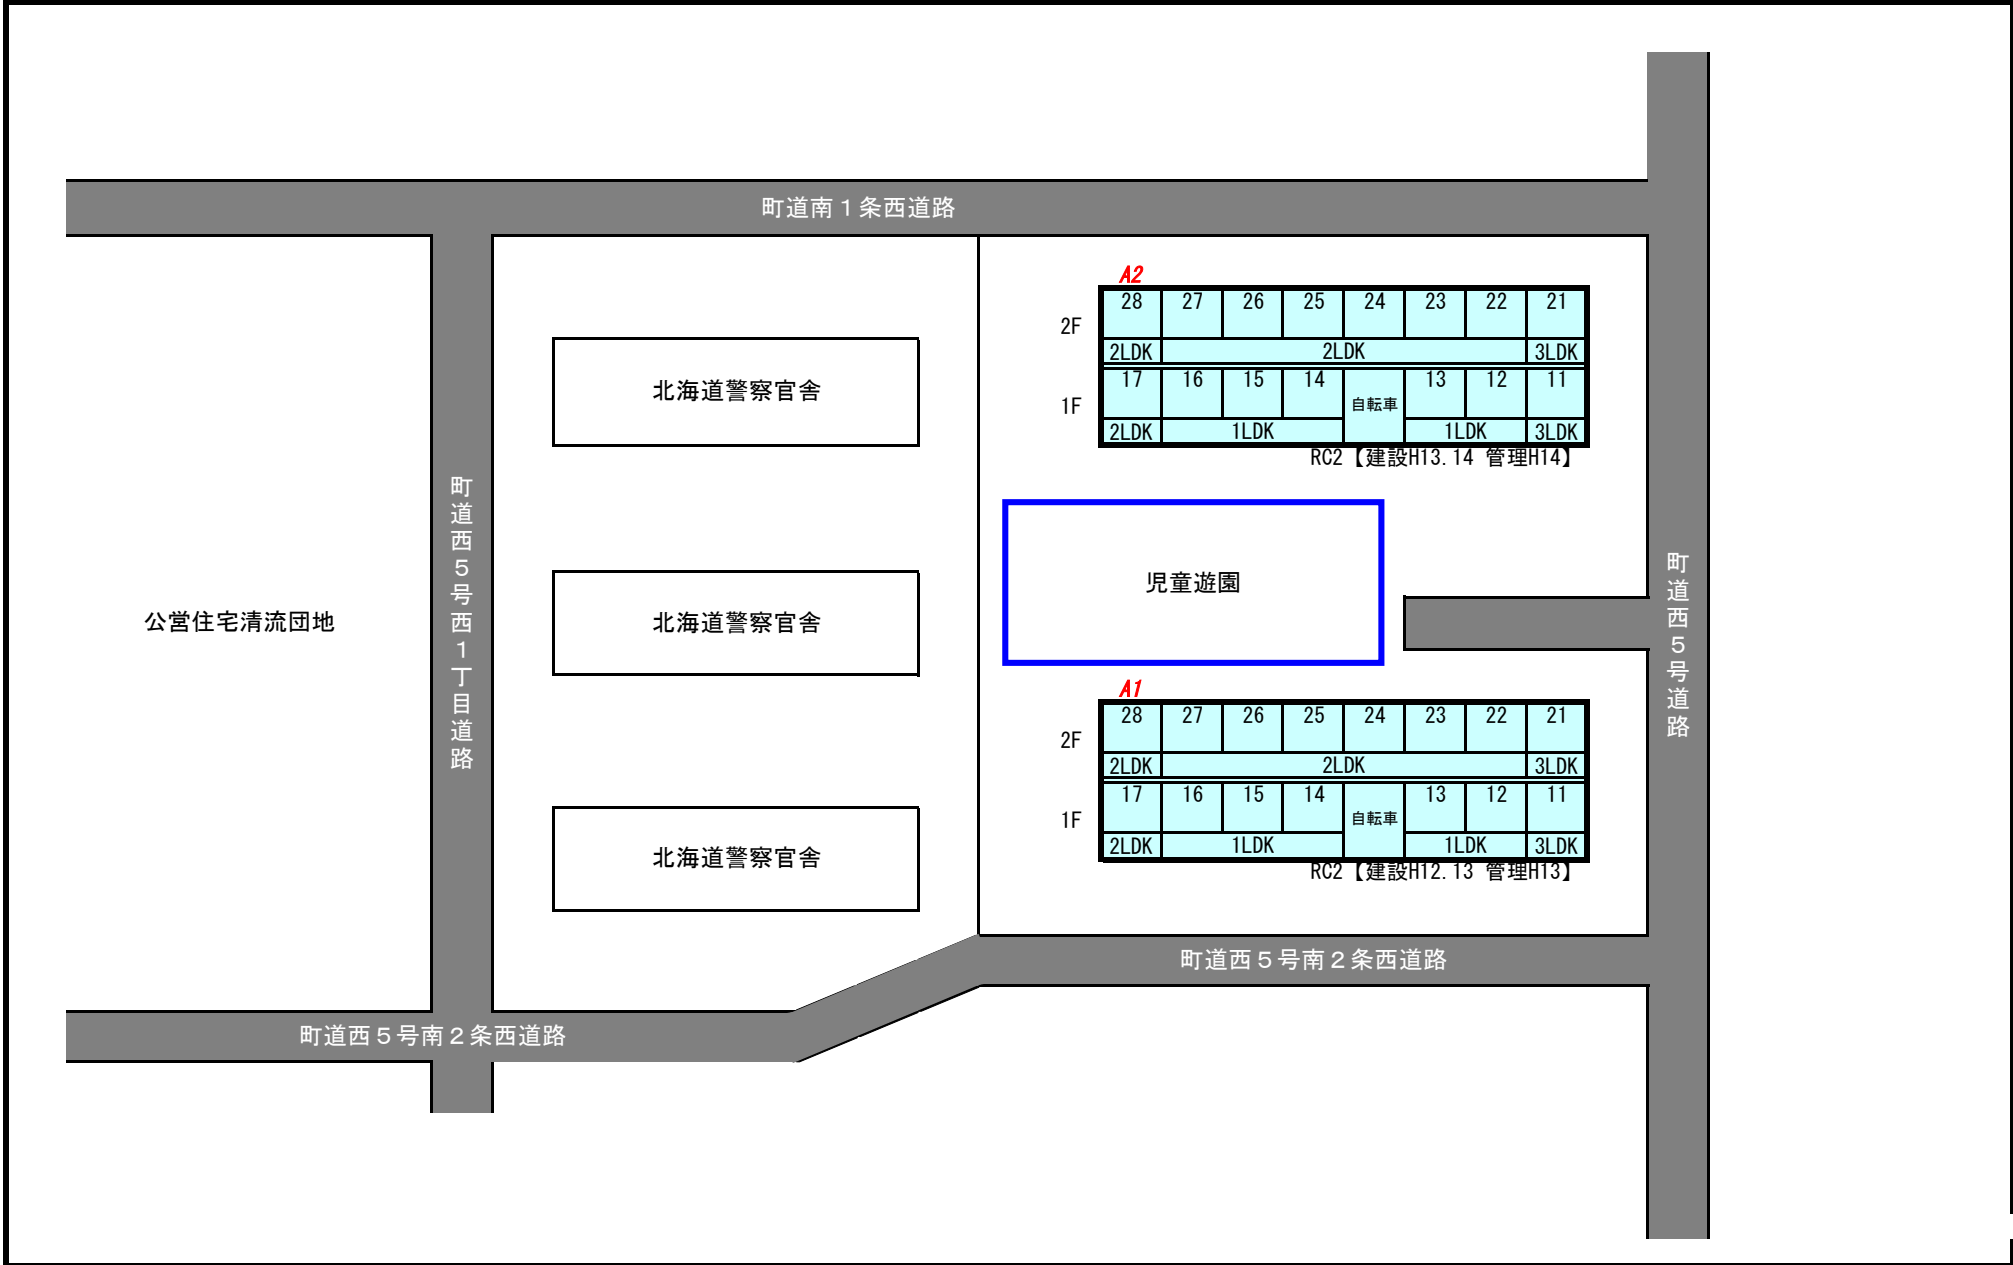 町道南１条西道路
A2
28 27 26 25 24 23 22 21
2F
2LDK 2LDK 3LDK
17 16 15 14 自転車 13 12 11
1F
2LDK 1LDK 1LDK 3LDK
RC2【建設H13.14 管理H14】
北海道警察官舎
町道西５号西１丁目道路
児童遊園
町道西５号道路
公営住宅清流団地
北海道警察官舎
A1
28 27 26 25 24 23 22 21
2F
2LDK 2LDK 3LDK
17 16 15 14 自転車 13 12 11
1F
2LDK 1LDK 1LDK 3LDK
RC2【建設H12.13 管理H13】
北海道警察官舎
町道西５号南２条西道路
町道西５号南２条西道路